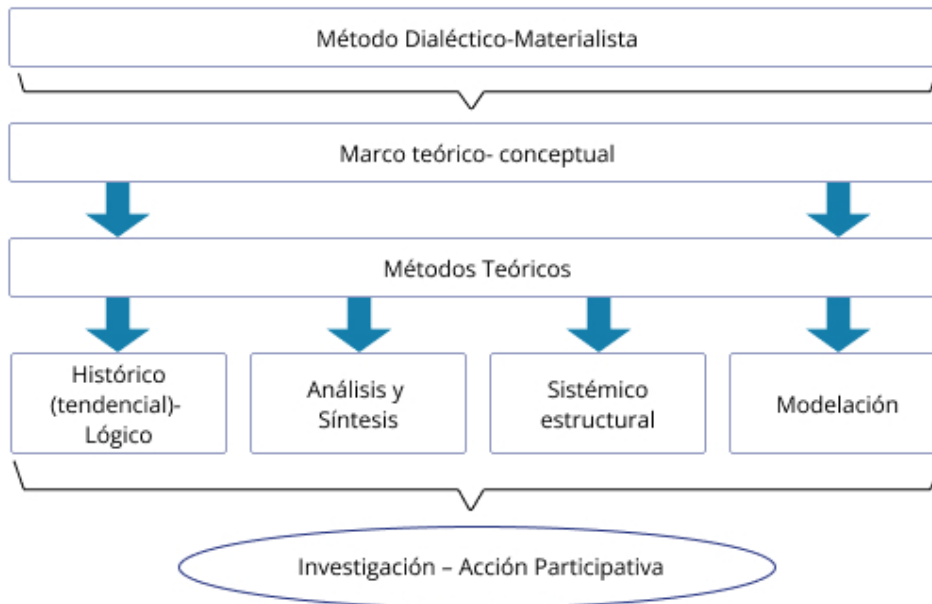 Método Dialéctico-Materialista
Marco teórico- conceptual
Métodos Teóricos
Histórico
(tendencial)-
Lógico
Análisis y
Síntesis
Sistémico
estructural
Modelación
Investigación – Acción Participativa